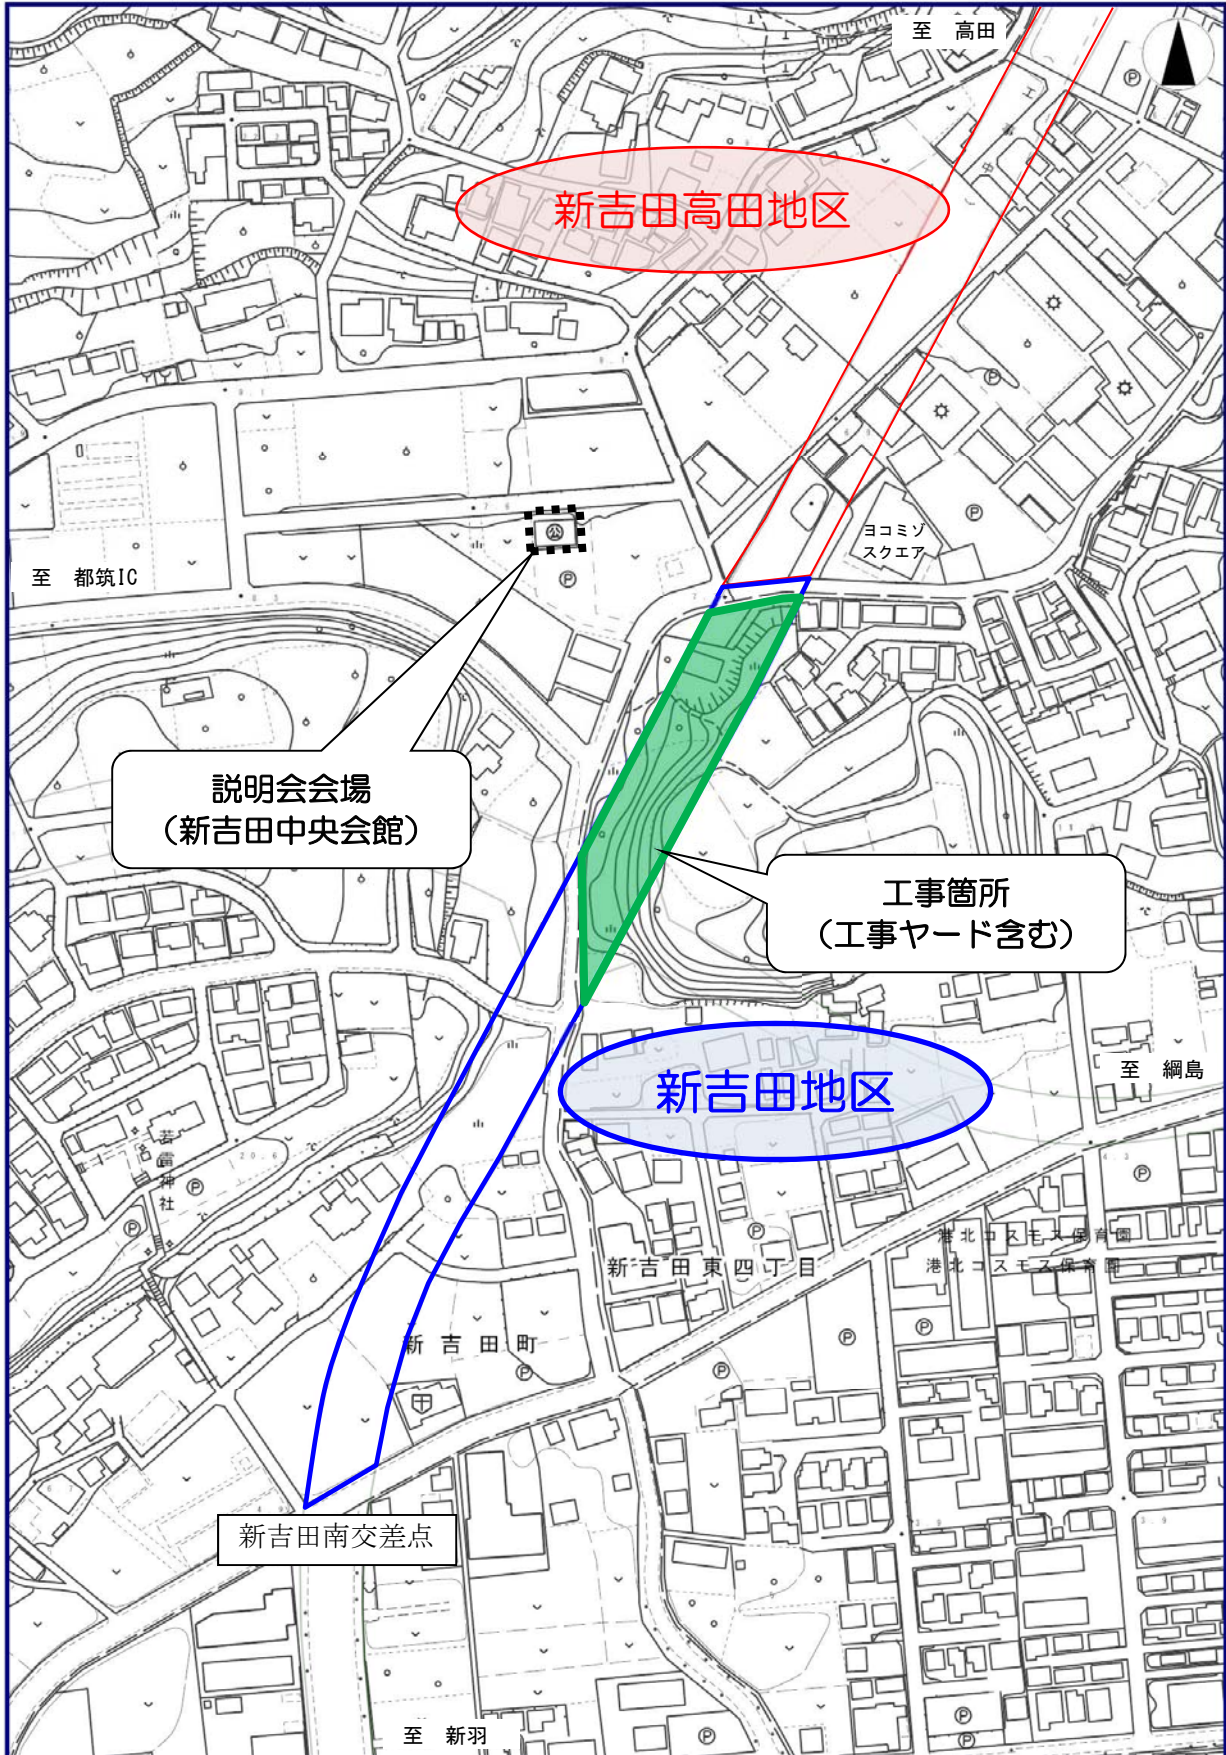 至 高田
新吉田高田地区
工
事
中
ヨコミゾ
スクエア
公
至 都筑IC
説明会会場
（新吉田中央会館）
工事箇所
（工事ヤード含む）
新吉田地区
至 綱島
若雷神社
新吉田東四丁目
港北コスモス保育園
港北コスモス保育園
新吉田町
新吉田南交差点
至 新羽